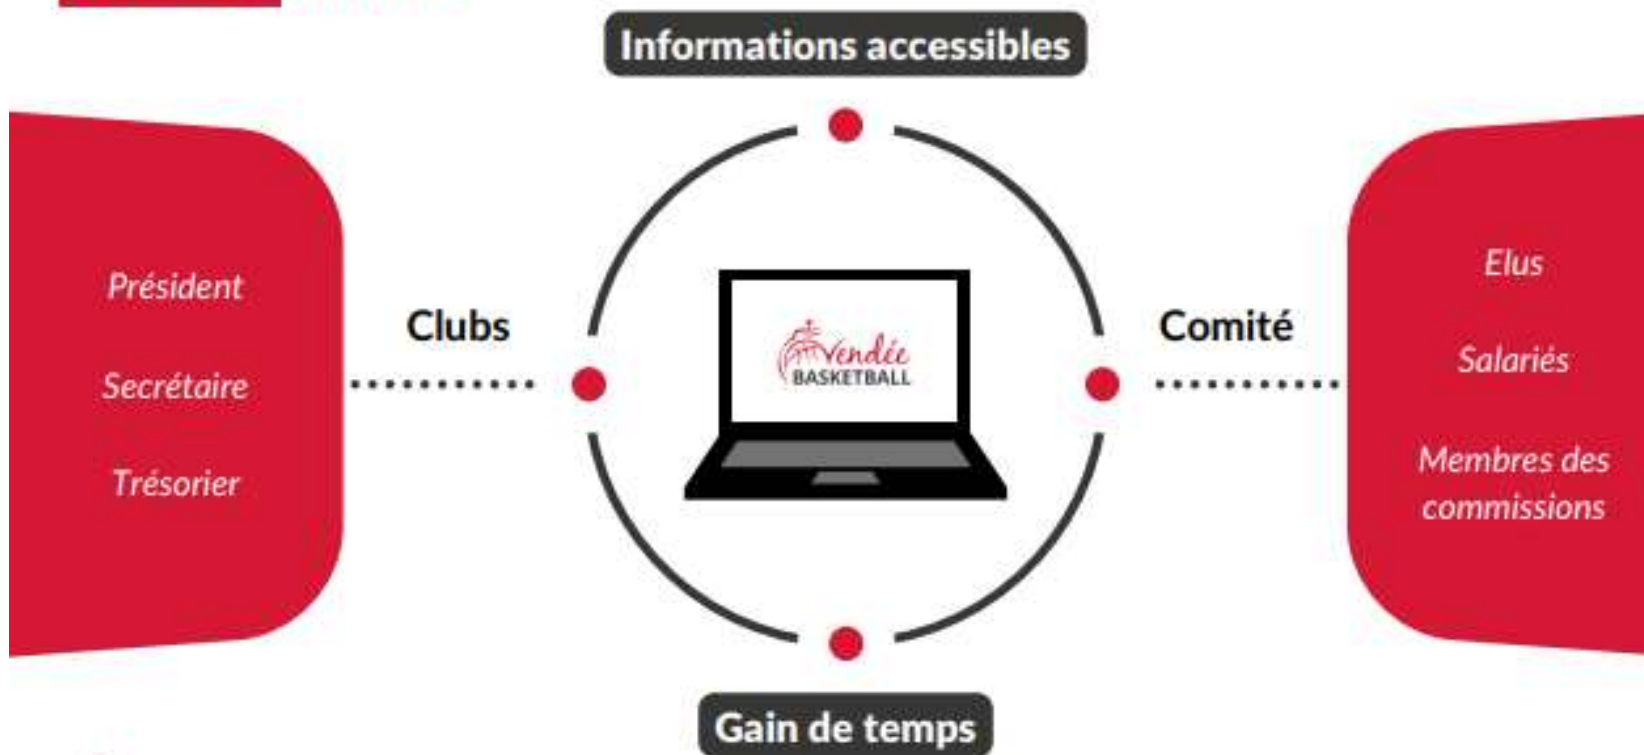 Informations accessibles
Président
Secrétaire
Trésorier
Clubs
Vendée
BASKETBALL
Comité
Elus
Salariés
Membres des
commissions
Gain de temps